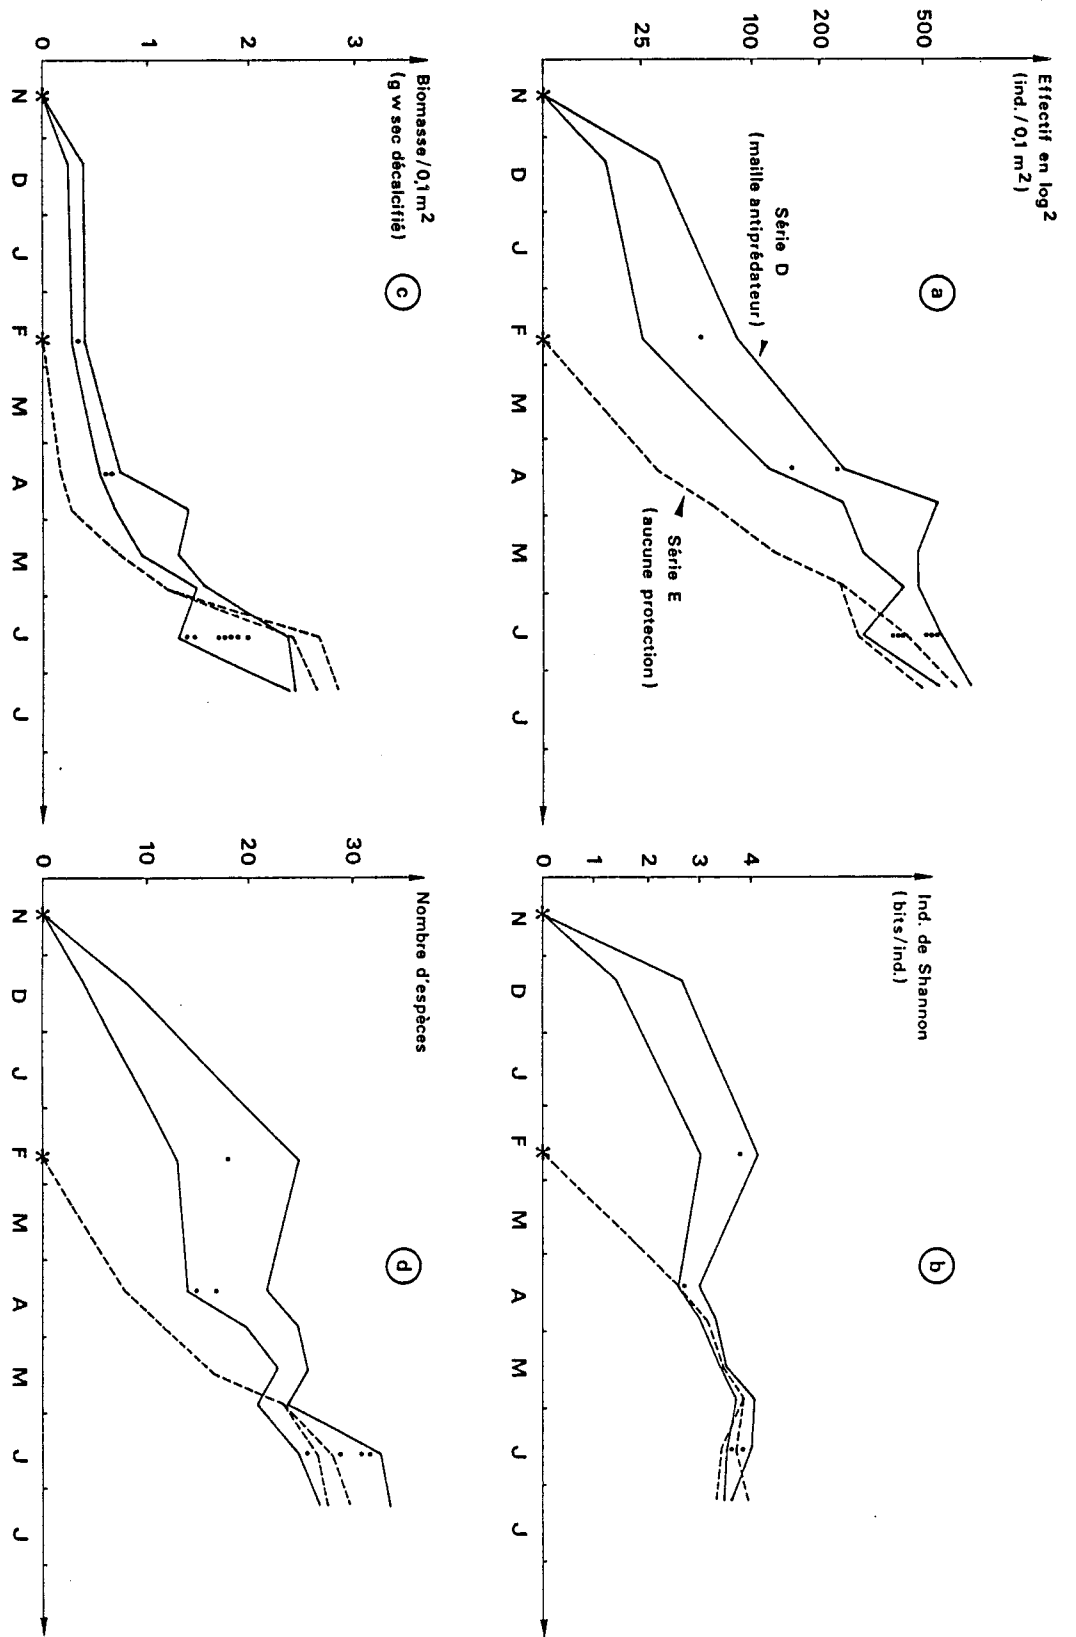 Effectif en log2
(ind./0,1 m2)
500
200
100
25
a
Série D
(maille antiprédateur)
Série E
(aucune protection)
N D J F M A M J J
Ind. de Shannon
(bits/ind.)
4
3
2
1
0
b
N D J F M A M J J
Biomasse/0,1m2
(g w sec décalcifié)
3
2
1
0
c
N D J F M A M J J
Nombre d'espèces
30
20
10
0
d
N D J F M A M J J